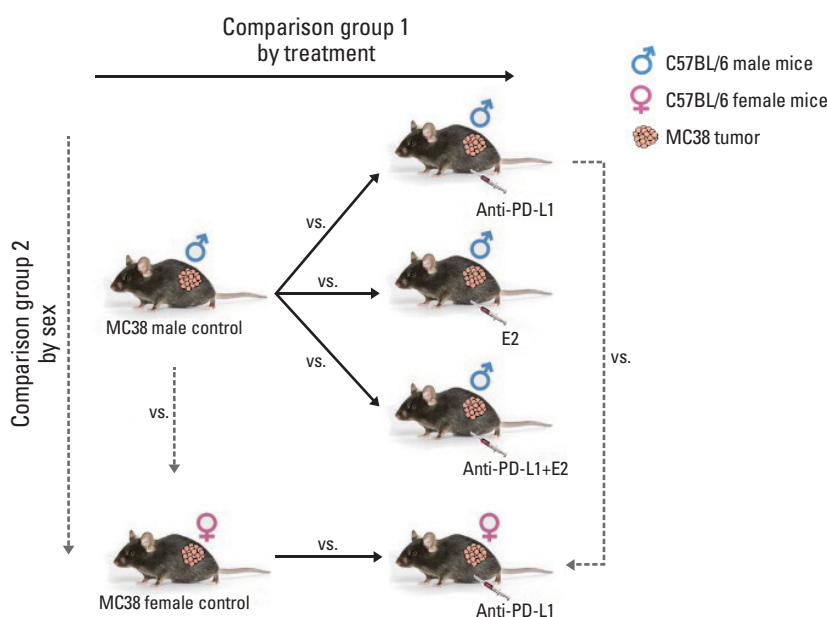 Comparison group 1
by treatment
♂ C57BL/6 male mice
♀ C57BL/6 female mice
MC38 tumor
Comparison group 2
by sex
♂
Anti-PD-L1
vs.
♂
MC38 male control
vs.
♂
E2
vs.
vs.
♂
Anti-PD-L1+E2
vs.
♀
MC38 female control
vs.
♀
Anti-PD-L1